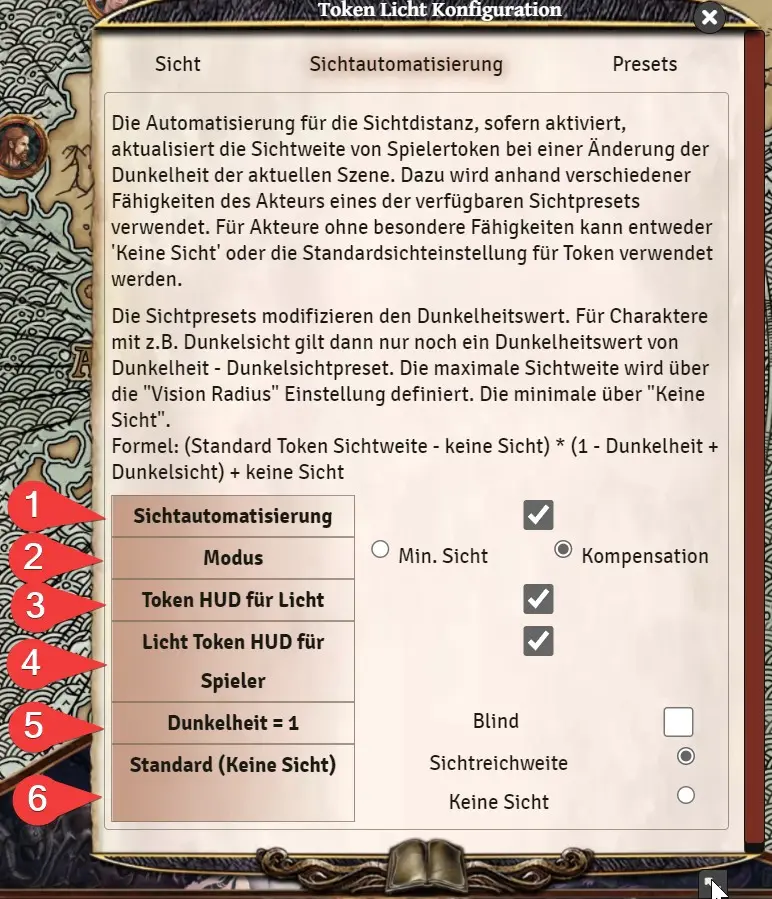 Token Licht Konfiguration
Sicht Sichtautomatisierung Presets
Die Automatisierung für die Sichtdistanz, sofern aktiviert,
aktualisiert die Sichtweite von Spielertoken bei einer Änderung der
Dunkelheit der aktuellen Szene. Dazu wird anhand verschiedener
Fähigkeiten des Akteurs eines der verfügbaren Sichtpresets
verwendet. Für Akteure ohne besondere Fähigkeiten kann entweder
'Keine Sicht' oder die Standardsichteinstellung für Token verwendet
werden.
Die Sichtpresets modifizieren den Dunkelheitswert. Für Charaktere
mit z.B. Dunkelsicht gilt dann nur noch ein Dunkelheitswert von
Dunkelheit - Dunkelsichtpreset. Die maximale Sichtweite wird über
die "Vision Radius" Einstellung definiert. Die minimale über "Keine
Sicht".
Formel: (Standard Token Sichtweite - keine Sicht) * (1 - Dunkelheit +
Dunkelsicht) + keine Sicht
1 Sichtautomatisierung
2 Modus Min. Sicht Kompensation
3 Token HUD für Licht
4 Licht Token HUD für
Spieler
5 Dunkelheit = 1 Blind
Standard (Keine Sicht) Sichtreichweite
6 Keine Sicht